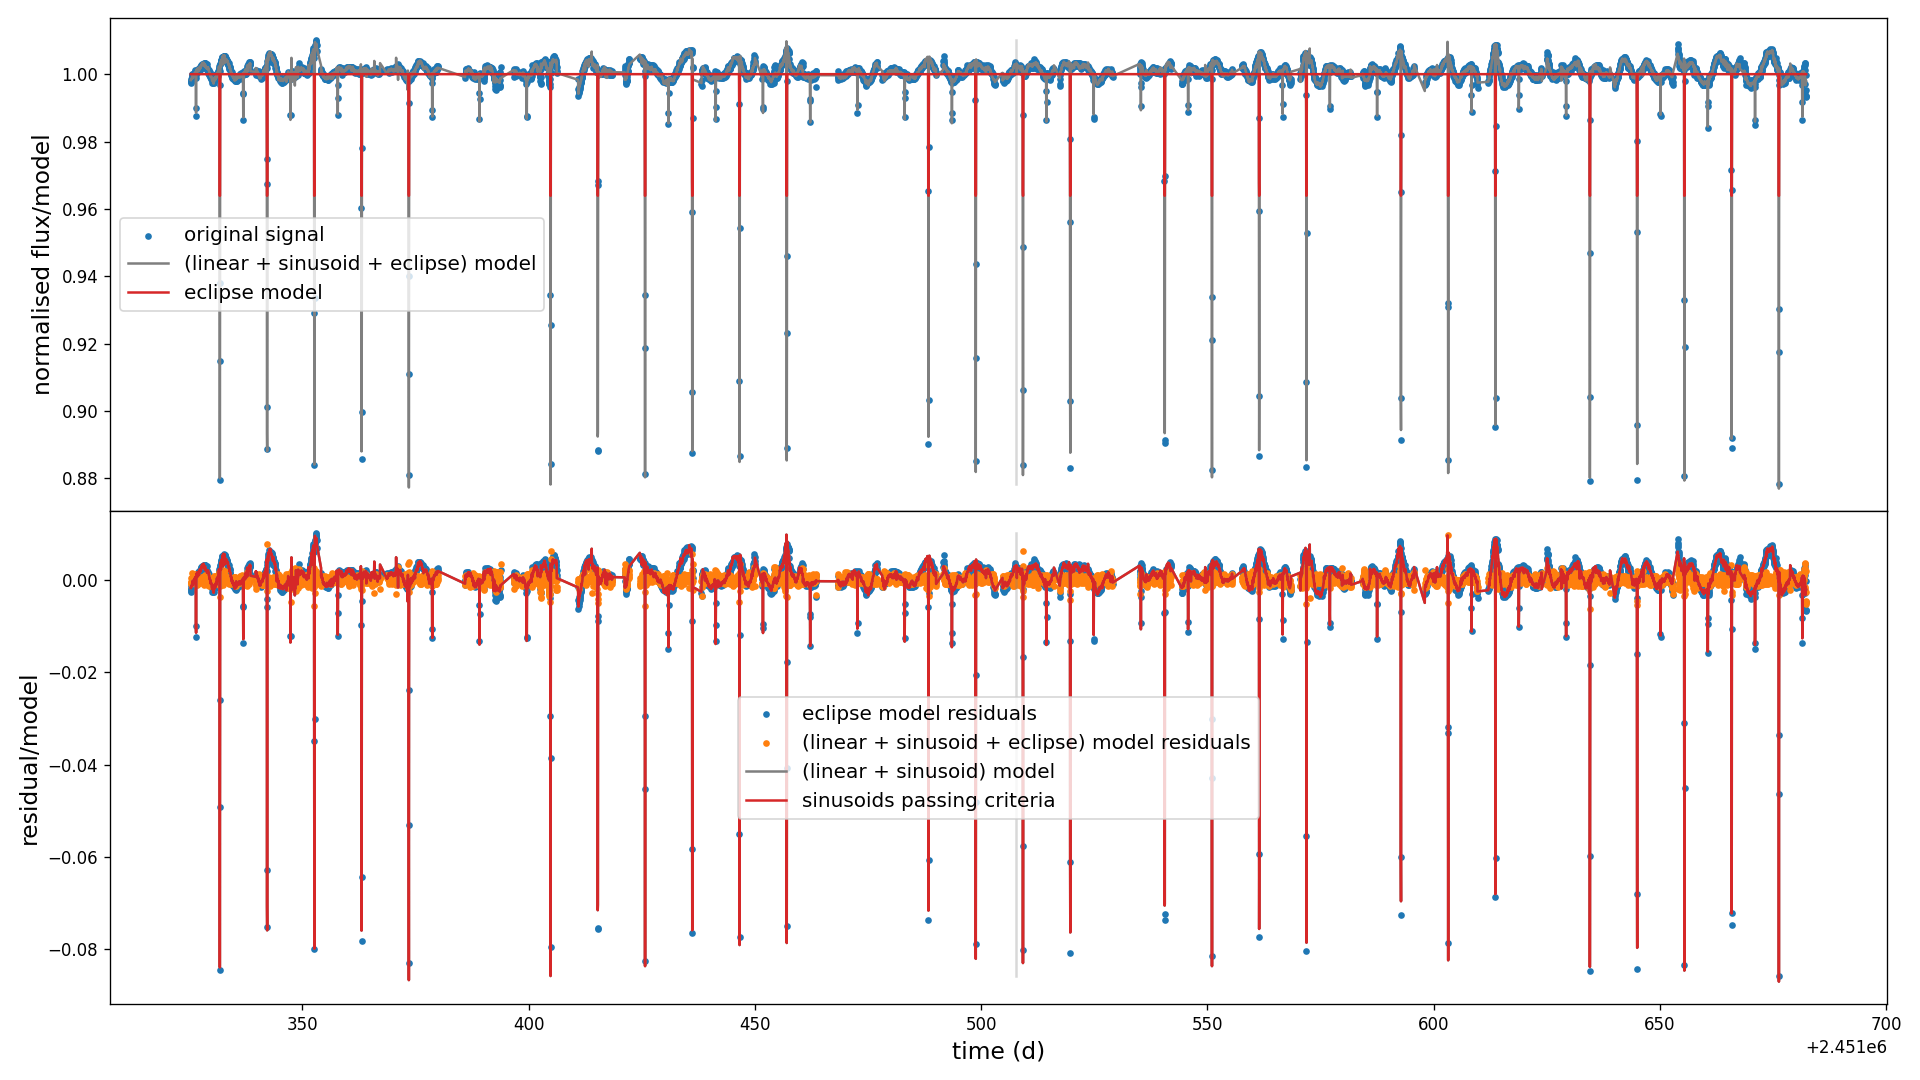 normalised flux/model
1.00
0.98
0.96
0.94
0.92
0.90
0.88
original signal
(linear + sinusoid + eclipse) model
eclipse model
residual/model
0.00
−0.02
−0.04
−0.06
−0.08
eclipse model residuals
(linear + sinusoid + eclipse) model residuals
(linear + sinusoid) model
sinusoids passing criteria
350 400 450 500 550 600 650 700
time (d)
+2.451e6